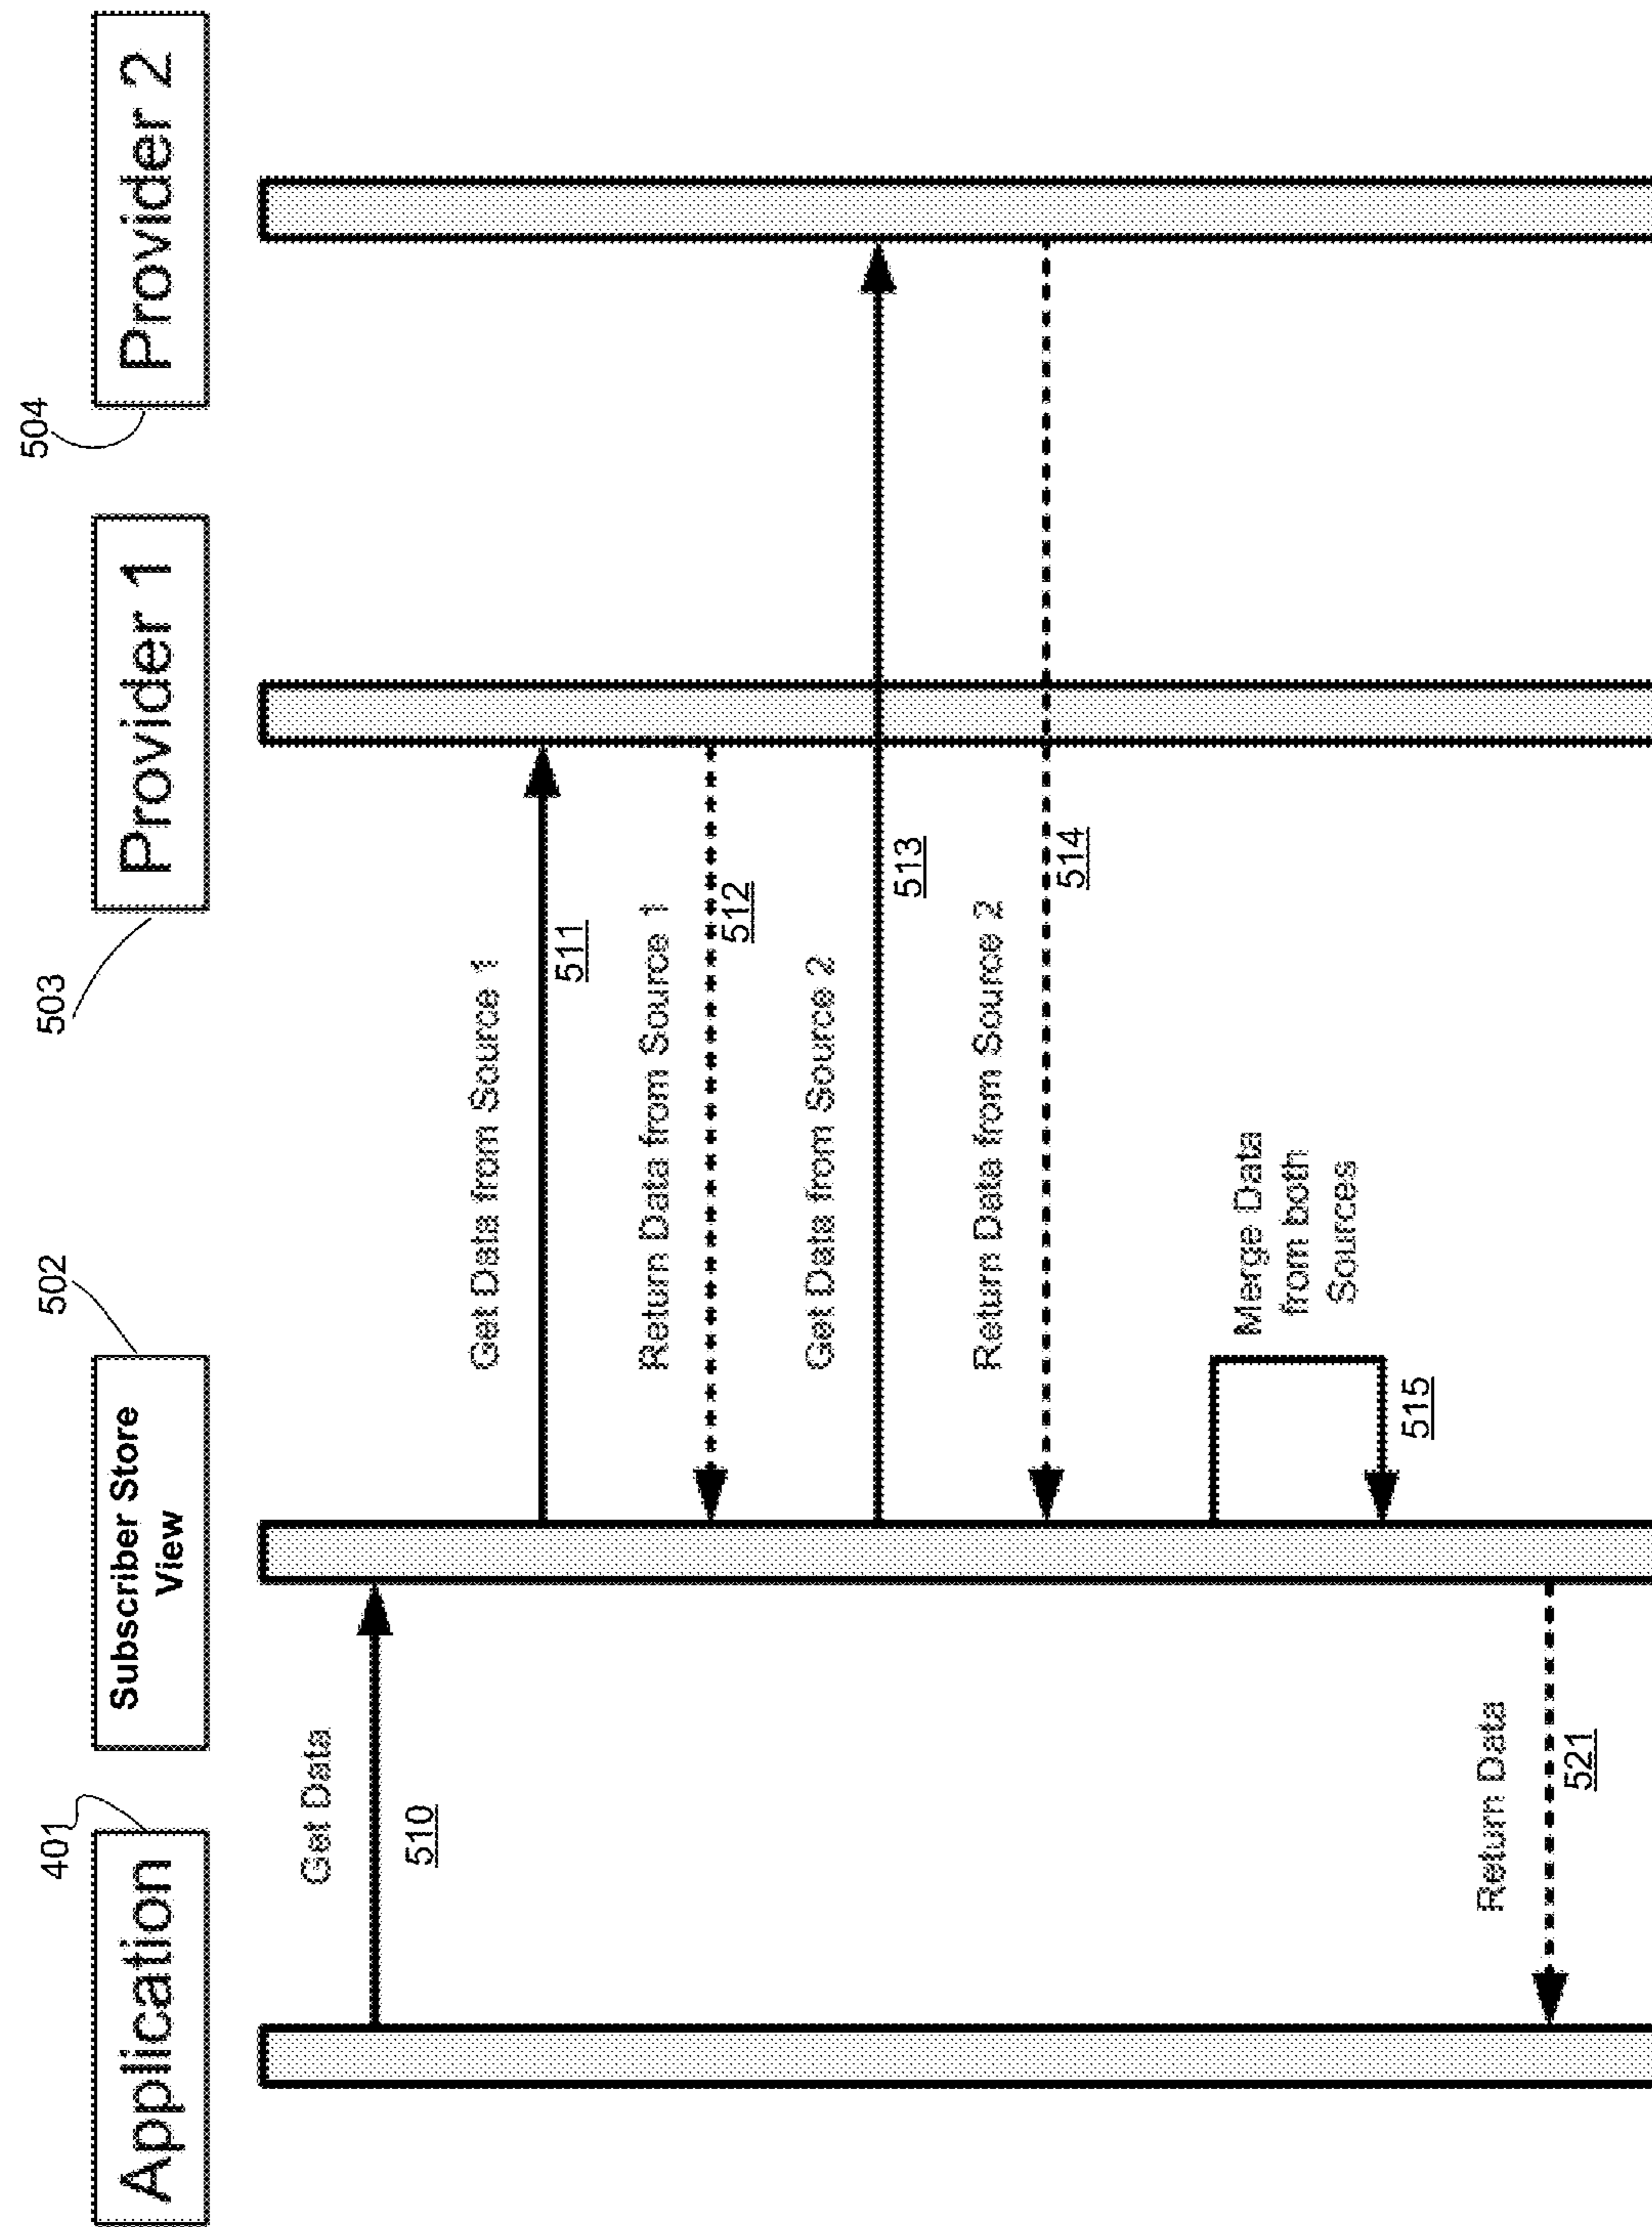 401
502
503
504
Application
Subscriber Store
View
Provider 1
Provider 2
Get Data
510
Get Data from Source 1
511
Return Data from Source 1
512
Get Data from Source 2
513
Return Data from Source 2
514
Merge Data
from both
Sources
515
Return Data
521